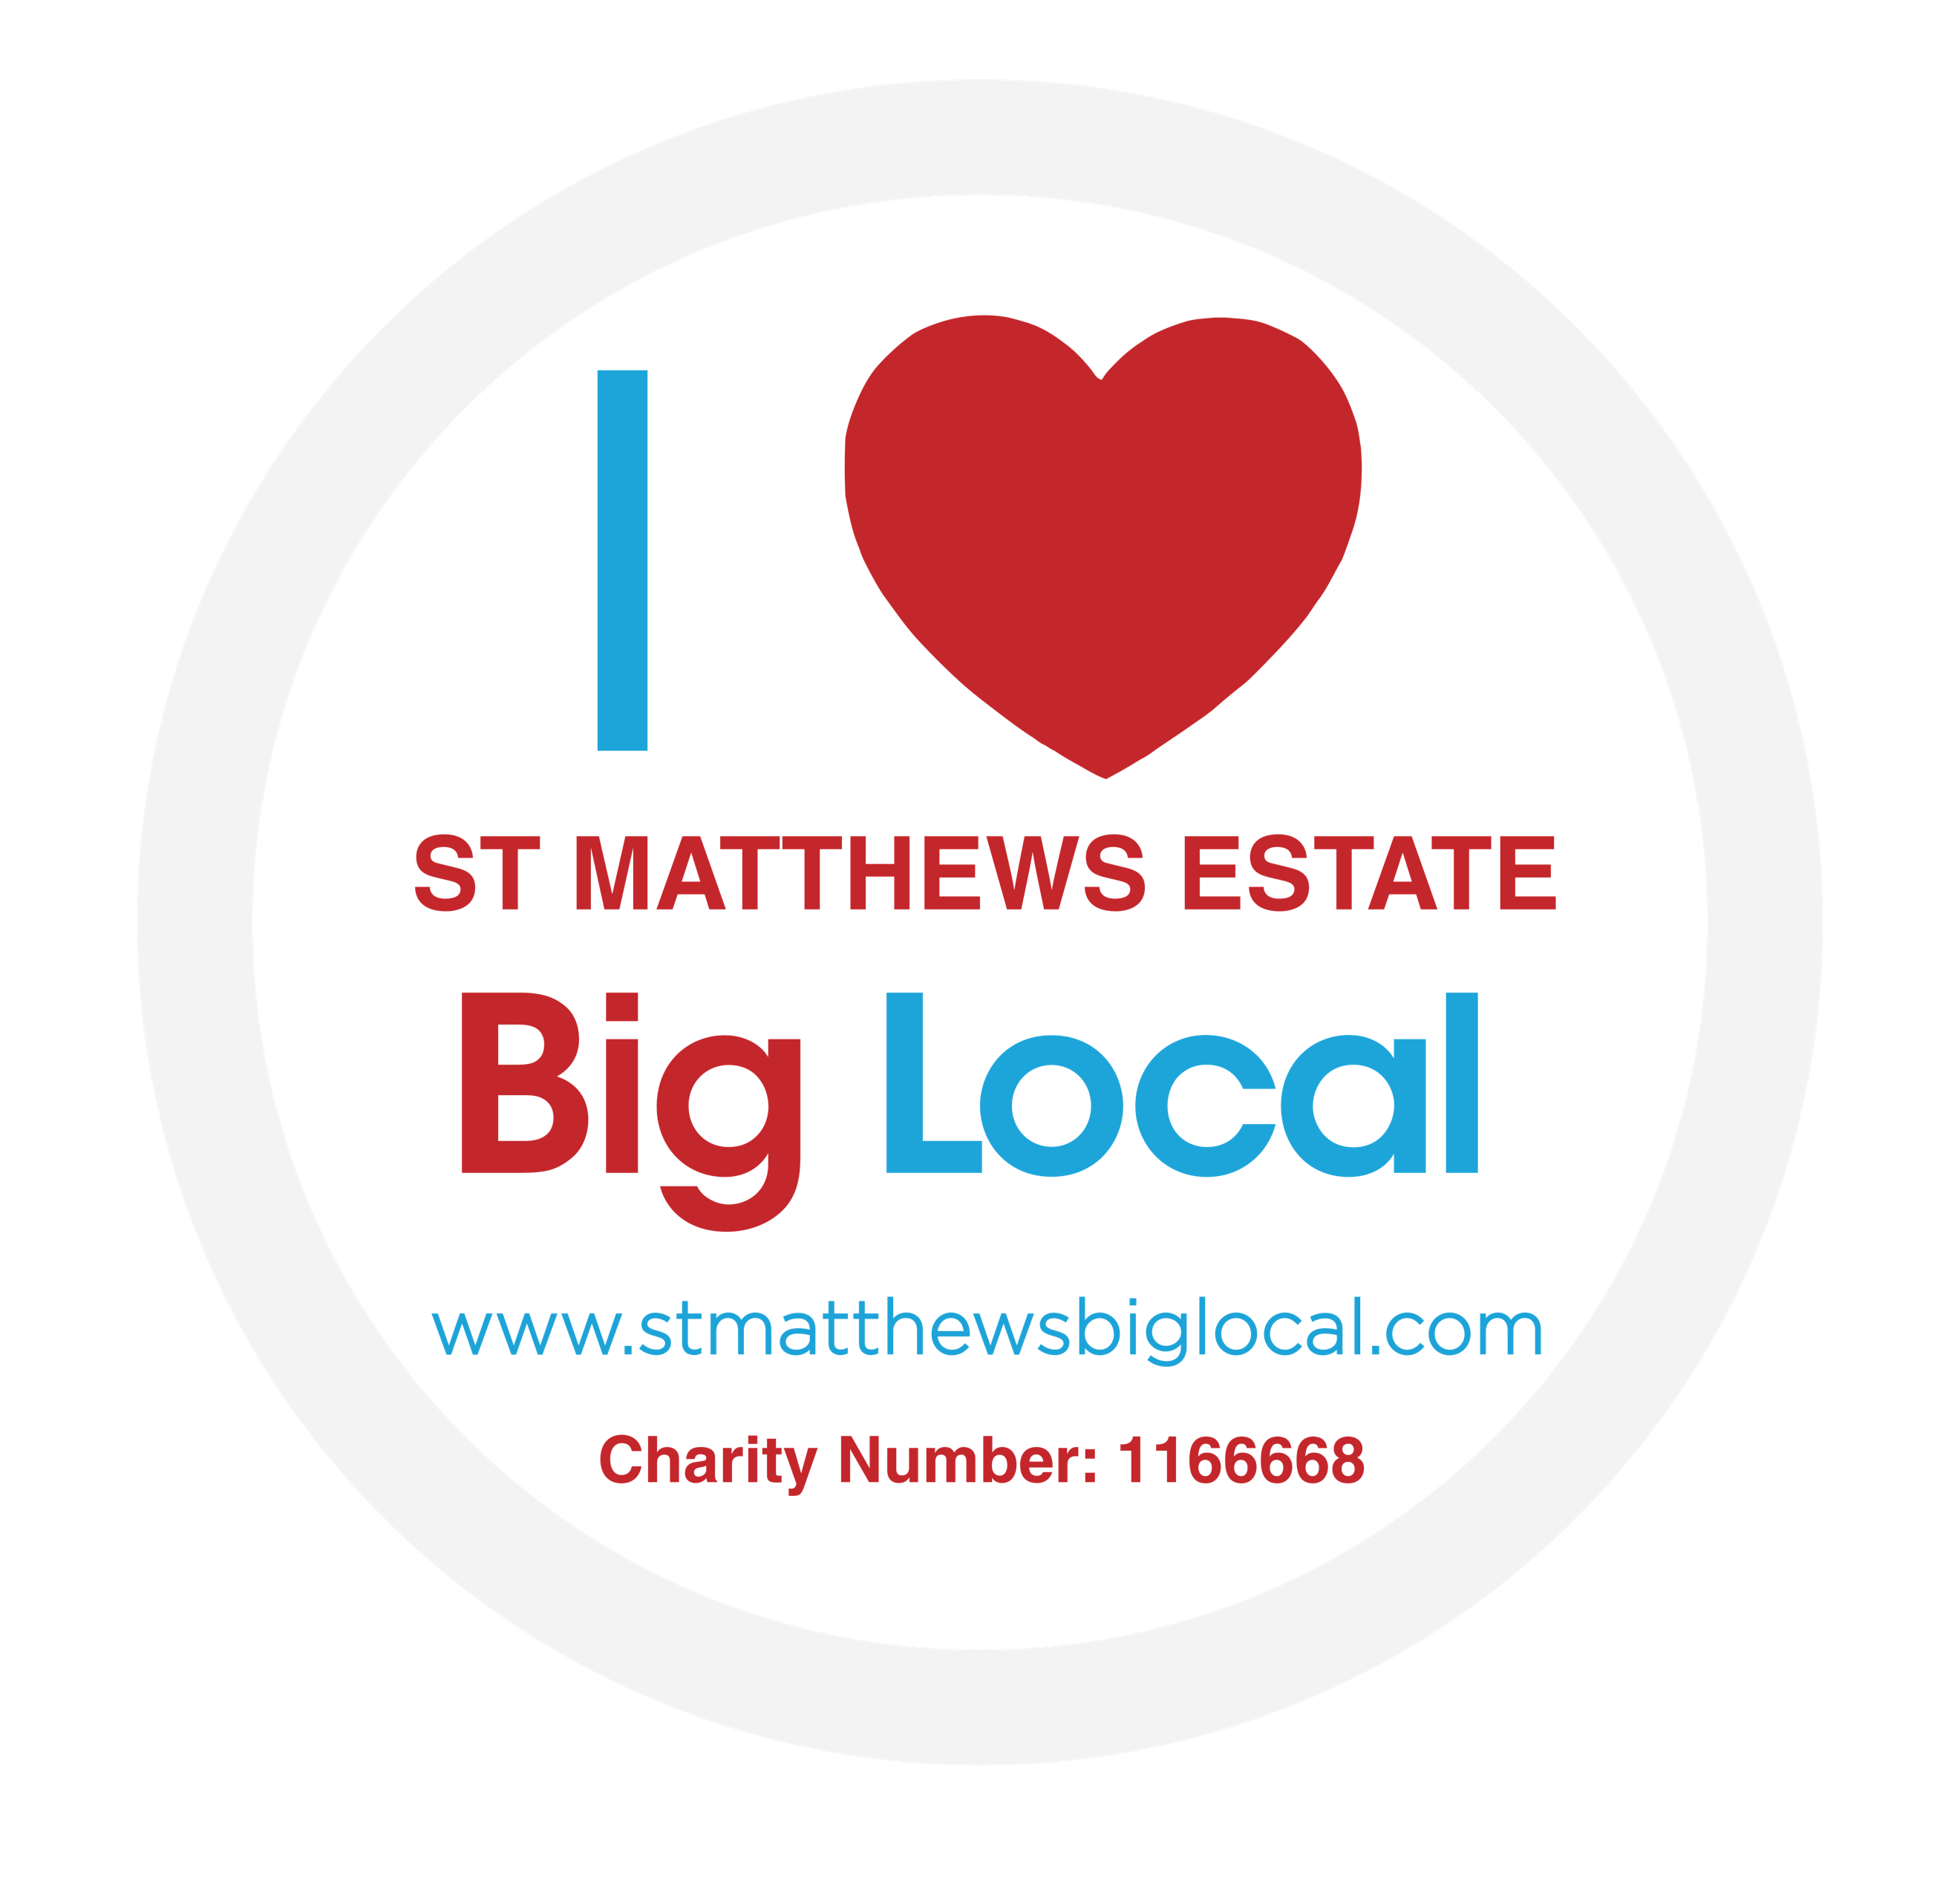 I
ST MATTHEWS ESTATE
Big Local
www.stmatthewsbiglocal.com
Charity Number: 1166668